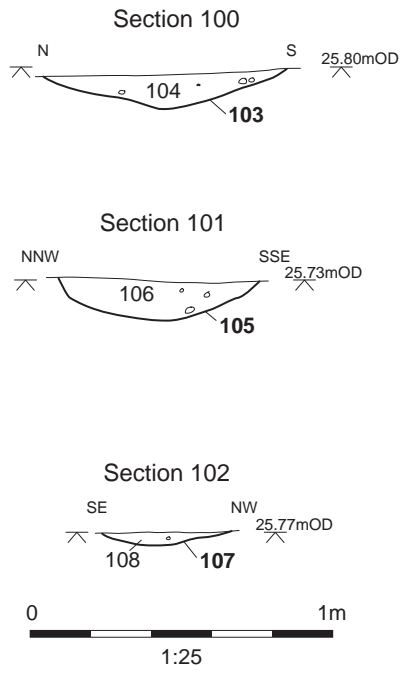 Section 100
N S
25.80mOD
104
103
Section 101
NNW SSE
25.73mOD
106
105
Section 102
SE NW
25.77mOD
108 107
0 1m
1:25